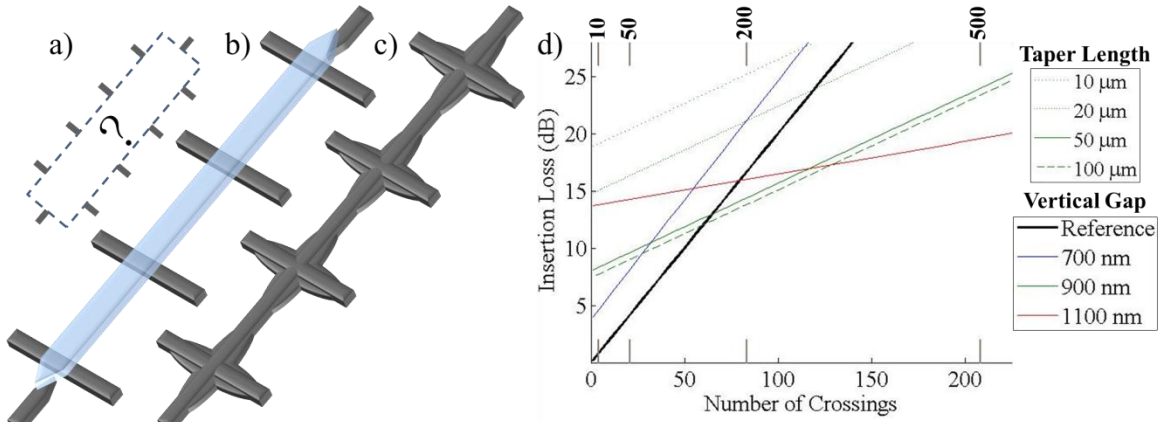 a)
?
b)
c)
d)
10
50
200
500
25
20
15
10
5
Insertion Loss (dB)
0
50
100
150
200
Number of Crossings
Taper Length
10 μm
20 μm
50 μm
100 μm
Vertical Gap
Reference
700 nm
900 nm
1100 nm